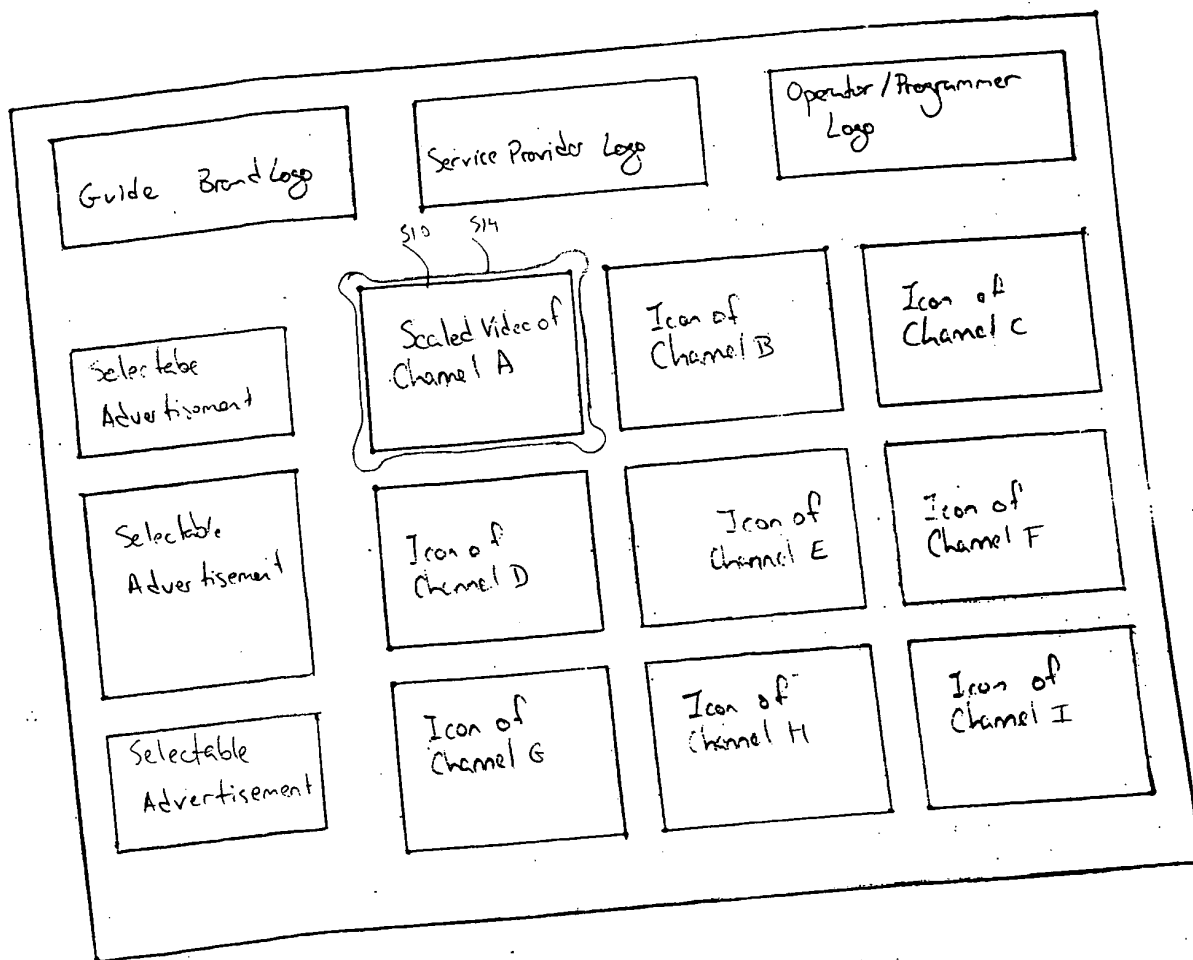 Guide Brand Logo
Service Provider Logo
Operator/Programmer
Logo
510
514
Scaled Video of
Channel A
Icon of
Channel B
Icon of
Channel C
Selectabe
Advertisoment
Selectable
Advertisement
Icon of
Channel D
Icon of
Channel E
Icon of
Channel F
Selectable
Advertisement
Icon of
Channel G
Icon of
Channel H
Icon of
Channel I